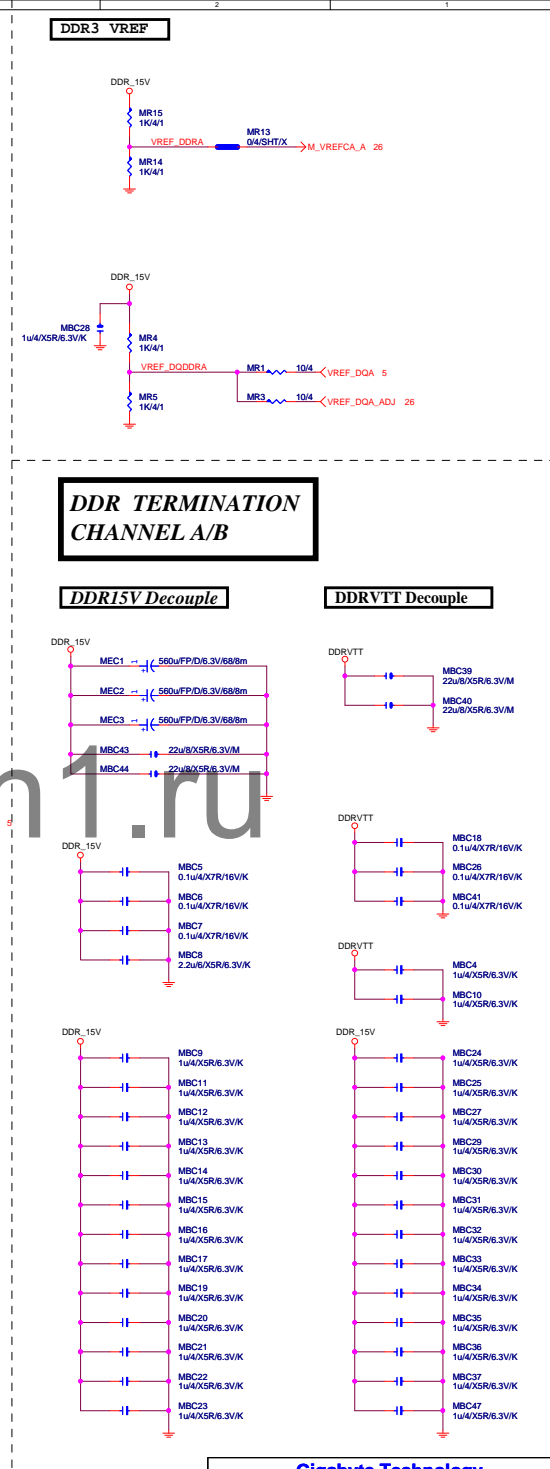 2
1
DDR3 VREF
DDR_15V
MR15
1K/4/1
MR13
0/4/SHT/X
VREF_DDRA
M_VREFCA_A 26
MR14
1K/4/1
DDR_15V
MBC28
1u/4/X5R/6.3V/K
MR4
1K/4/1
VREF_DQDDRA
MR1
10/4
VREF_DQA 5
MR5
1K/4/1
MR3
10/4
VREF_DQA_ADJ 26
DDR TERMINATION
CHANNEL A/B
DDR15V Decouple
DDR_15V
MEC1 1 + 560u/FP/D/6.3V/68/8m
MEC2 1 + 560u/FP/D/6.3V/68/8m
MEC3 1 + 560u/FP/D/6.3V/68/8m
MBC43 22u/8/X5R/6.3V/M
MBC44 22u/8/X5R/6.3V/M
DDRVTT Decouple
DDRVTT
MBC39
22u/8/X5R/6.3V/M
MBC40
22u/8/X5R/6.3V/M
n1.ru
5
DDR_15V
MBC5
0.1u/4/X7R/16V/K
MBC6
0.1u/4/X7R/16V/K
MBC7
0.1u/4/X7R/16V/K
MBC8
2.2u/6/X5R/6.3V/K
DDRVTT
MBC18
0.1u/4/X7R/16V/K
MBC26
0.1u/4/X7R/16V/K
MBC41
0.1u/4/X7R/16V/K
DDRVTT
MBC4
1u/4/X5R/6.3V/K
MBC10
1u/4/X5R/6.3V/K
DDR_15V
MBC9
1u/4/X5R/6.3V/K
MBC11
1u/4/X5R/6.3V/K
MBC12
1u/4/X5R/6.3V/K
MBC13
1u/4/X5R/6.3V/K
MBC14
1u/4/X5R/6.3V/K
MBC15
1u/4/X5R/6.3V/K
MBC16
1u/4/X5R/6.3V/K
MBC17
1u/4/X5R/6.3V/K
MBC19
1u/4/X5R/6.3V/K
MBC20
1u/4/X5R/6.3V/K
MBC21
1u/4/X5R/6.3V/K
MBC22
1u/4/X5R/6.3V/K
MBC23
1u/4/X5R/6.3V/K
DDR_15V
MBC24
1u/4/X5R/6.3V/K
MBC25
1u/4/X5R/6.3V/K
MBC27
1u/4/X5R/6.3V/K
MBC29
1u/4/X5R/6.3V/K
MBC30
1u/4/X5R/6.3V/K
MBC31
1u/4/X5R/6.3V/K
MBC32
1u/4/X5R/6.3V/K
MBC33
1u/4/X5R/6.3V/K
MBC34
1u/4/X5R/6.3V/K
MBC35
1u/4/X5R/6.3V/K
MBC36
1u/4/X5R/6.3V/K
MBC37
1u/4/X5R/6.3V/K
MBC47
1u/4/X5R/6.3V/K
Gigabyte Technology